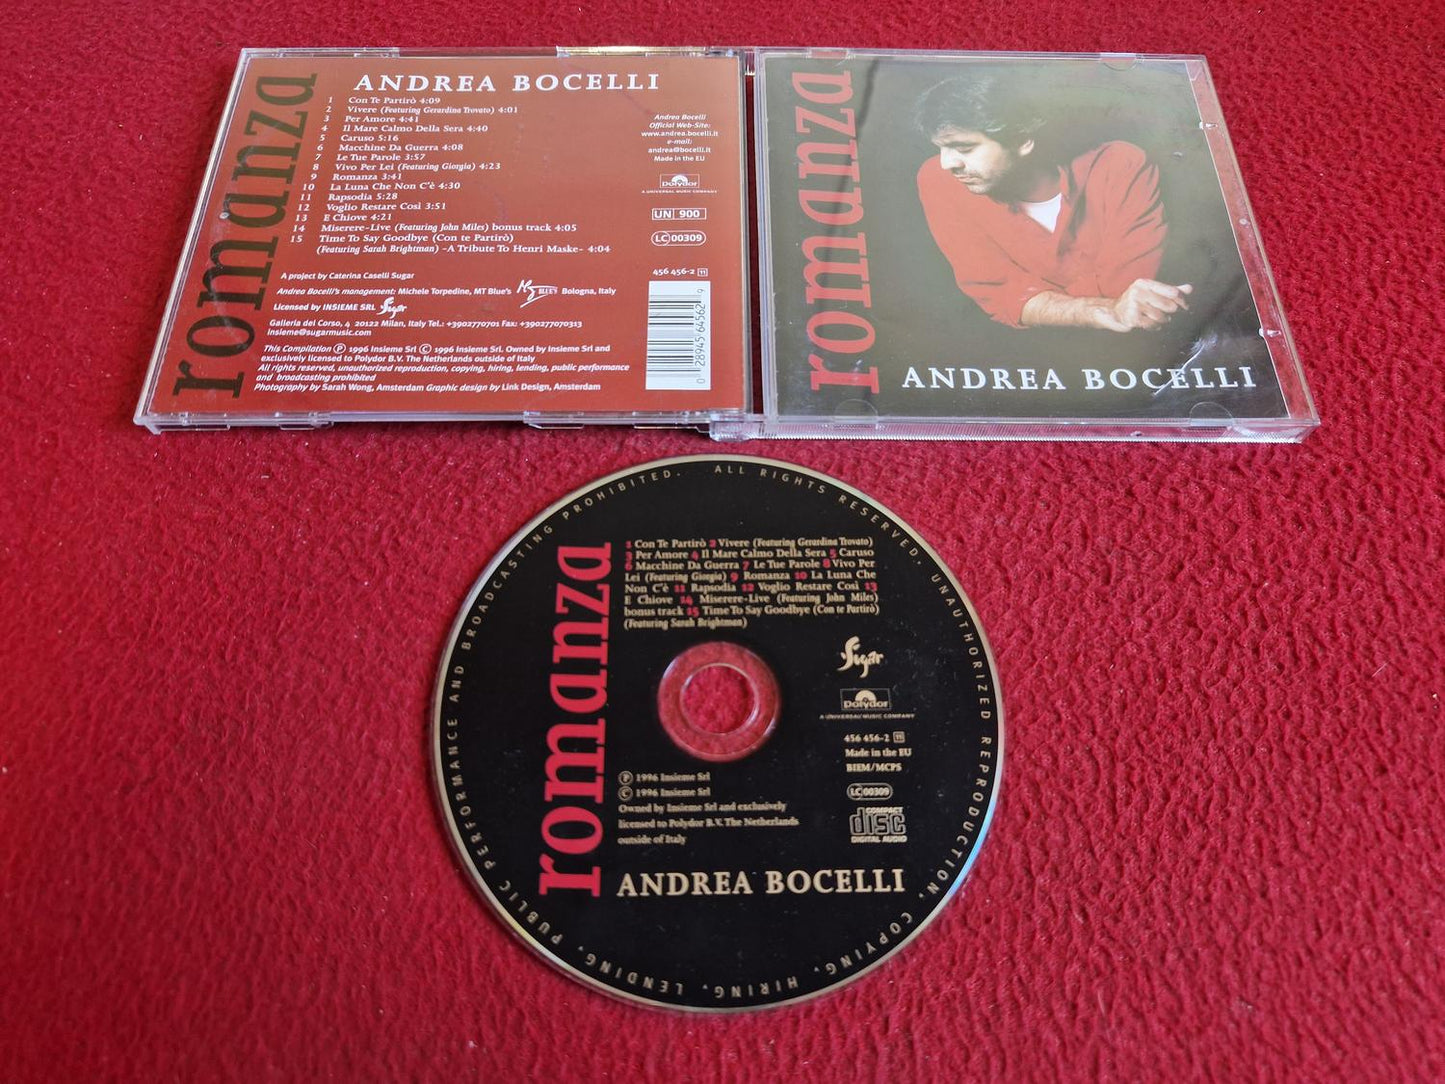 romanza
ANDREA BOCELLI
1 Con Te Partirò 4:09
2 Vivere (Featuring Gerardina Trovato) 4:01
3 Per Amore 4:41
4 Il Mare Calmo Della Sera 4:40
5 Caruso 5:16
6 Macchine Da Guerra 4:08
7 Le Tue Parole 3:57
8 Vivo Per Lei (Featuring Giorgia) 4:23
9 Romanza 3:41
10 La Luna Che Non C'è 4:30
11 Rapsodia 5:28
12 Voglio Restare Così 3:51
13 E Chiove 4:21
14 Miserere-Live (Featuring John Miles) bonus track 4:05
15 Time To Say Goodbye (Con te Partirò)
(Featuring Sarah Brightman) -A Tribute To Henri Maske- 4:04
Andrea Bocelli
Official Web-Site:
www.andrea.bocelli.it
e-mail:
andrea@bocelli.it
Made in the EU
Polydor
A UNIVERSAL MUSIC COMPANY
UN 900
LC 00309
456 456-2 11
A project by Caterina Caselli Sugar
Andrea Bocelli's management: Michele Torpedine, MT Blue's MT BLUE'S Bologna, Italy
Licensed by INSIEME SRL Sugar
Galleria del Corso, 4 20122 Milan, Italy Tel.: +3902770701 Fax: +390277070313
insieme@sugarmusic.com
This Compilation ℗ 1996 Insieme Srl © 1996 Insieme Srl. Owned by Insieme Srl and
exclusively licensed to Polydor B.V. The Netherlands outside of Italy
All rights reserved, unauthorized reproduction, copying, hiring, lending, public performance
and broadcasting prohibited
Photography by Sarah Wong, Amsterdam Graphic design by Link Design, Amsterdam
0 28945 64562 9
romanza
ANDREA BOCELLI
ALL RIGHTS RESERVED. UNAUTHORIZED REPRODUCTION, COPYING, HIRING, LENDING, PUBLIC PERFORMANCE AND BROADCASTING PROHIBITED.
romanza
1 Con Te Partirò 2 Vivere (Featuring Gerardina Trovato)
3 Per Amore 4 Il Mare Calmo Della Sera 5 Caruso
6 Macchine Da Guerra 7 Le Tue Parole 8 Vivo Per
Lei (Featuring Giorgia) 9 Romanza 10 La Luna Che
Non C'è 11 Rapsodia 12 Voglio Restare Così 13
E Chiove 14 Miserere-Live (Featuring John Miles)
bonus track 15 Time To Say Goodbye (Con te Partirò)
(Featuring Sarah Brightman)
Sugar
Polydor
A UNIVERSAL MUSIC COMPANY
456 456-2 11
Made in the EU
BIEM/MCPS
LC 00309
COMPACT
disc
DIGITAL AUDIO
℗ 1996 Insieme Srl
© 1996 Insieme Srl
Owned by Insieme Srl and exclusively
licensed to Polydor B.V. The Netherlands
outside of Italy
ANDREA BOCELLI